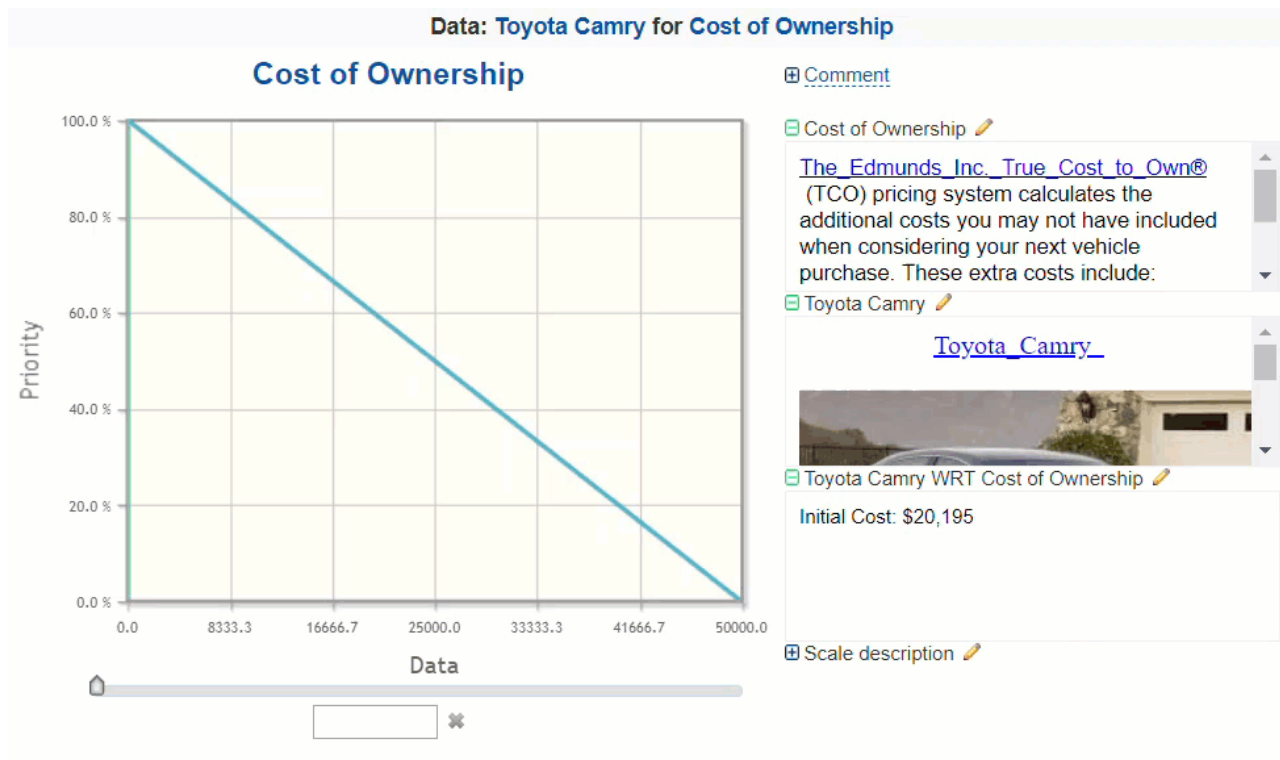 Data: Toyota Camry for Cost of Ownership
Cost of Ownership
100.0 %
80.0 %
60.0 %
40.0 %
20.0 %
0.0 %
Priority
0.0
8333.3
16666.7
25000.0
33333.3
41666.7
50000.0
Data
Comment
Cost of Ownership
The_Edmunds_Inc._True_Cost_to_Own®
(TCO) pricing system calculates the
additional costs you may not have included
when considering your next vehicle
purchase. These extra costs include:
Toyota Camry
Toyota_Camry_
Toyota Camry WRT Cost of Ownership
Initial Cost: $20,195
Scale description